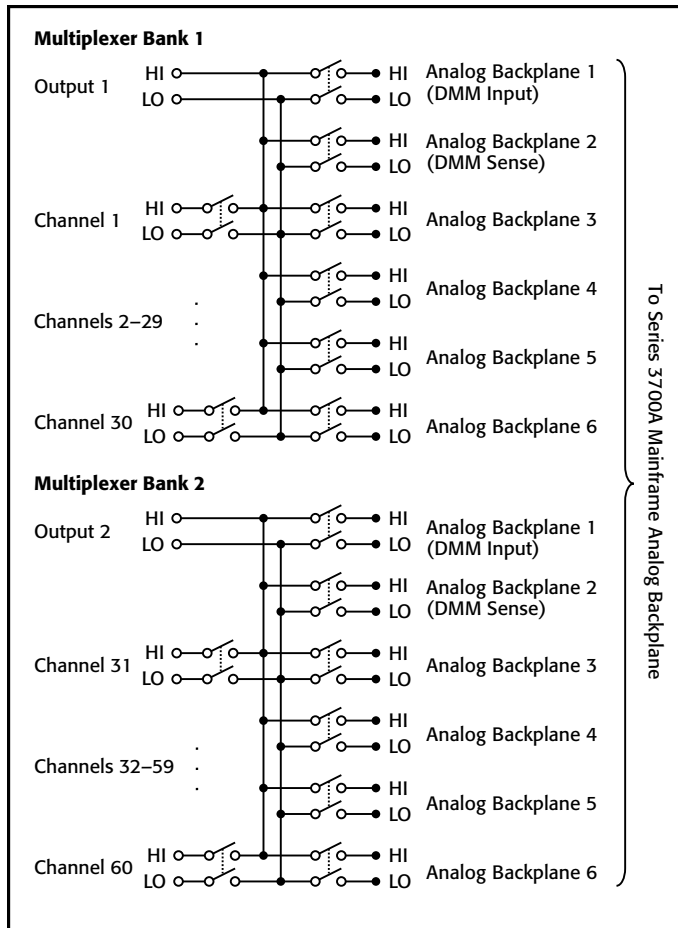 Multiplexer Bank 1
Output 1
HI
LO
HI
LO
Analog Backplane 1
(DMM Input)
HI
LO
Analog Backplane 2
(DMM Sense)
Channel 1
HI
LO
HI
LO
Analog Backplane 3
HI
LO
Analog Backplane 4
Channels 2–29
HI
LO
Analog Backplane 5
Channel 30
HI
LO
HI
LO
Analog Backplane 6
Multiplexer Bank 2
Output 2
HI
LO
HI
LO
Analog Backplane 1
(DMM Input)
HI
LO
Analog Backplane 2
(DMM Sense)
Channel 31
HI
LO
HI
LO
Analog Backplane 3
HI
LO
Analog Backplane 4
Channels 32–59
HI
LO
Analog Backplane 5
Channel 60
HI
LO
HI
LO
Analog Backplane 6
To Series 3700A Mainframe Analog Backplane